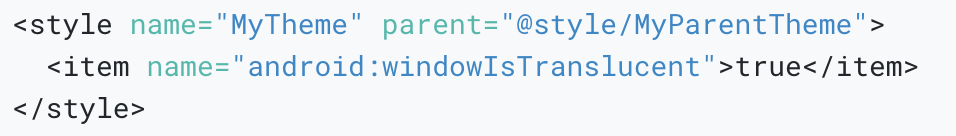 <style name="MyTheme" parent="@style/MyParentTheme">
  <item name="android:windowIsTranslucent">true</item>
</style>